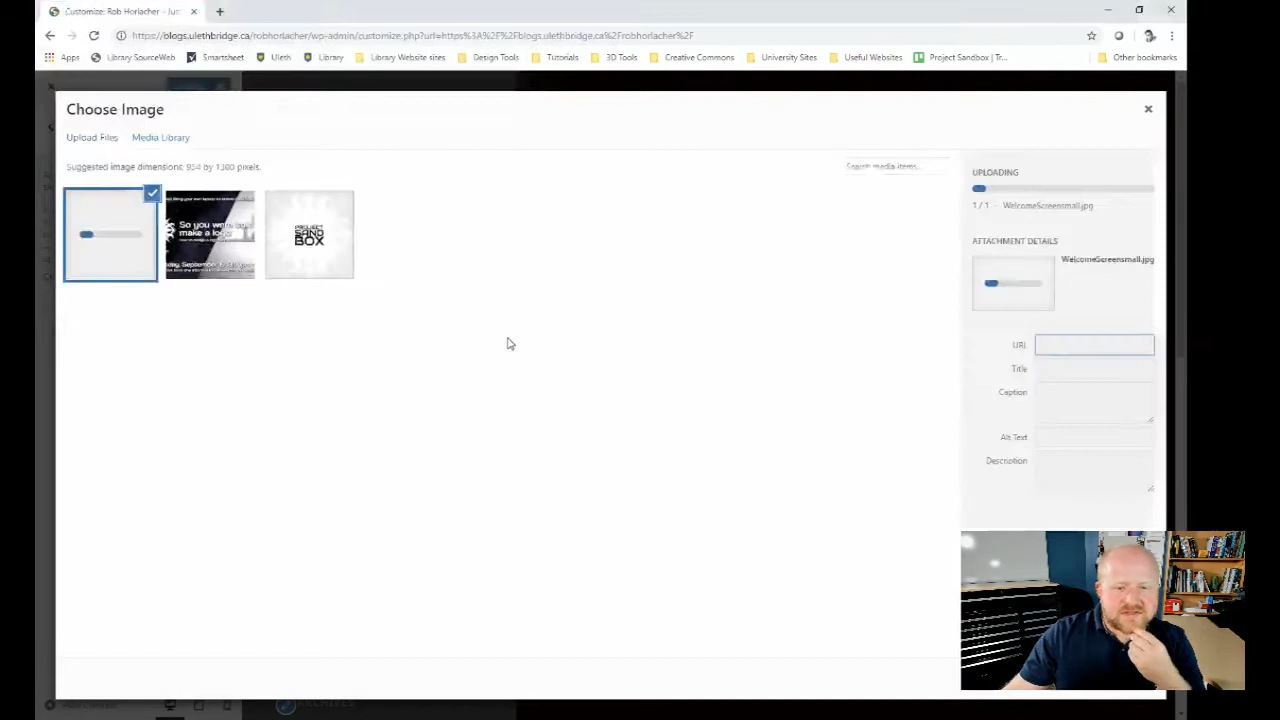 Customize: Rob Horlacher - Jus
https://blogs.ulethbridge.ca/robhorlacher/wp-admin/customize.php?url=https%3A%2F%2Fblogs.ulethbridge.ca%2Frobhorlacher%2F
Apps Library SourceWeb Smartsheet Uleth Library Library Website sites Design Tools Tutorials 3D Tools Creative Commons University Sites Useful Websites Project Sandbox | Tr... Other bookmarks
Choose Image
Upload Files Media Library
Suggested image dimensions: 954 by 1300 pixels.
Search media items...
So you want to
make a logo
PROJECT
SAND
BOX
UPLOADING
1 / 1 – WelcomeScreensmall.jpg
ATTACHMENT DETAILS
WelcomeScreensmall.jpg
URL
Title
Caption
Alt Text
Description
ARCHIVES